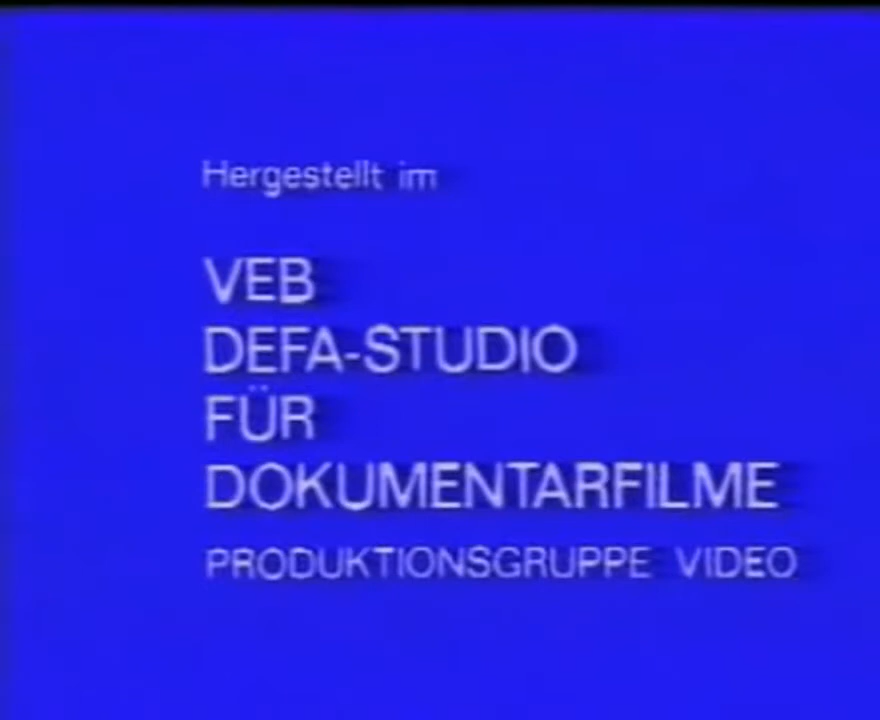 Hergestellt im
VEB
DEFA-STUDIO
FÜR
DOKUMENTARFILME
PRODUKTIONSGRUPPE VIDEO